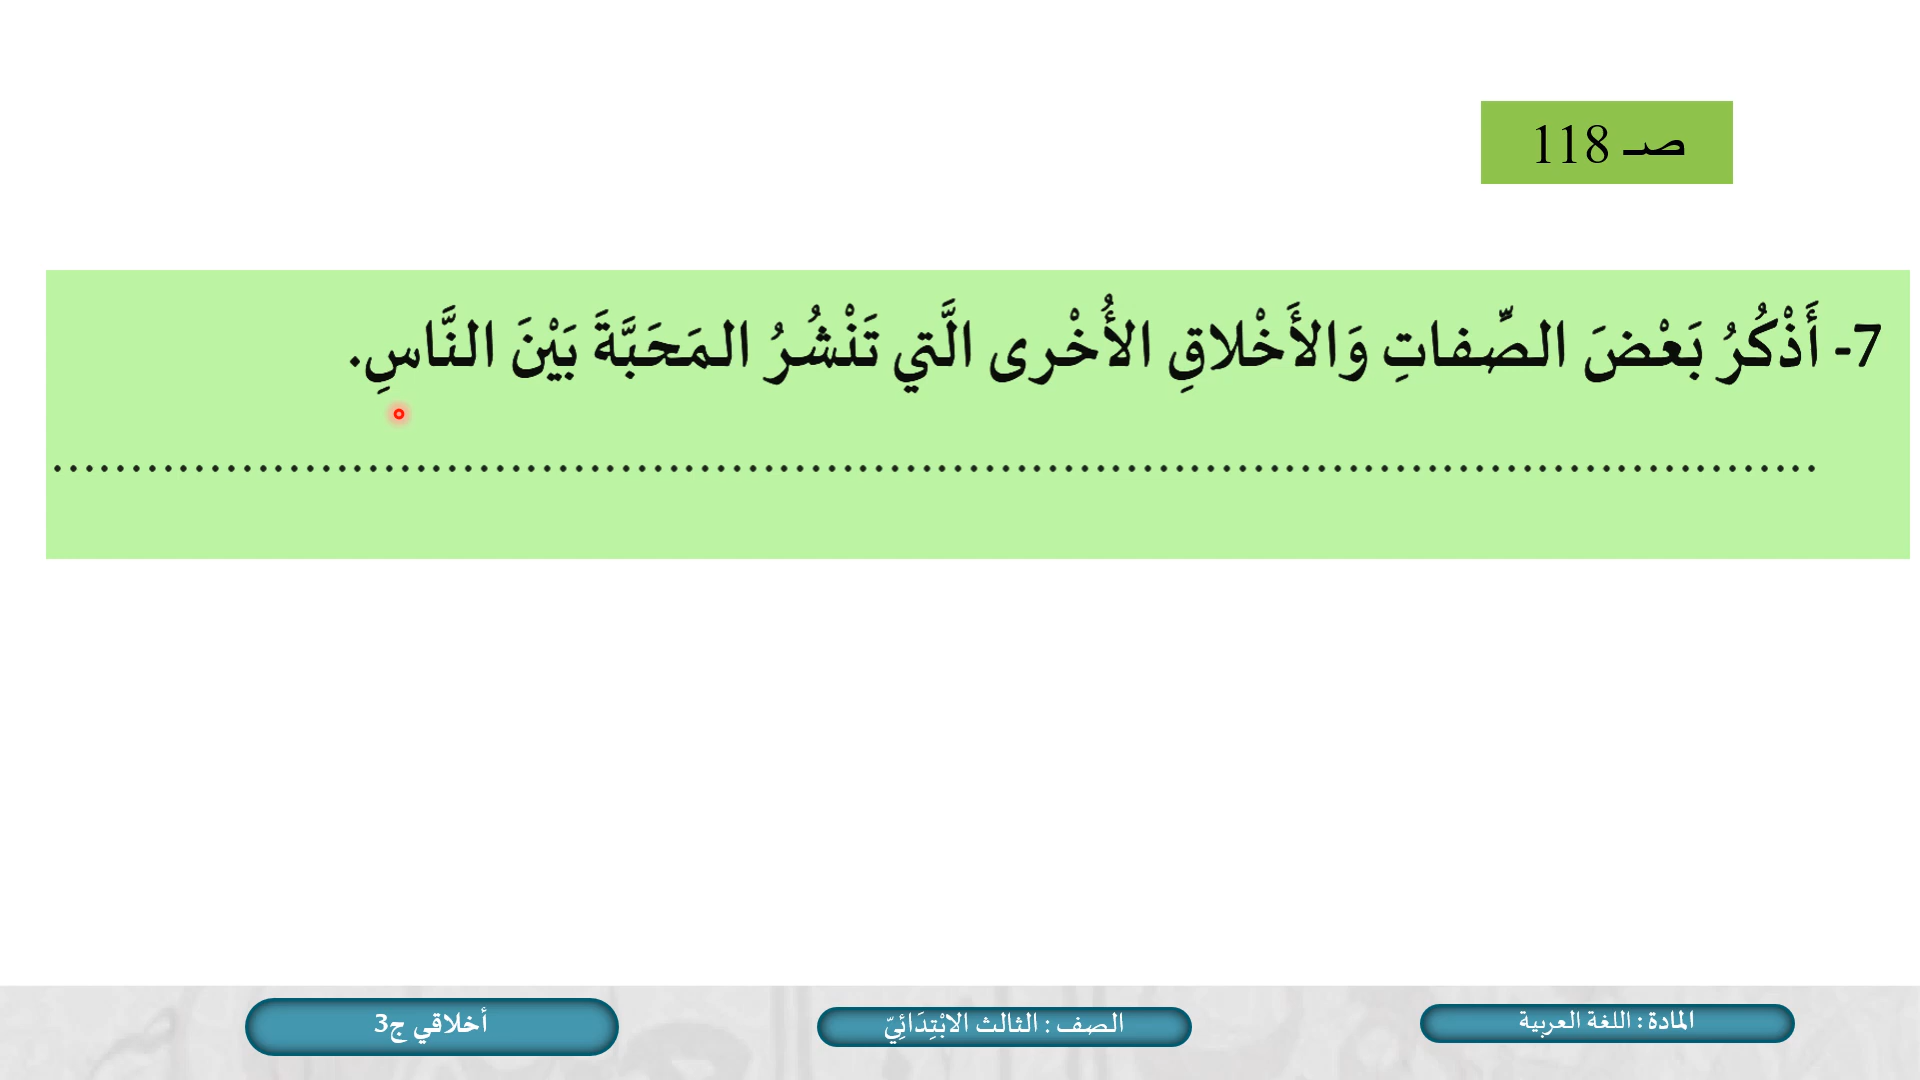 صـ 118
7- أَذْكُرُ بَعْضَ الصِّفاتِ وَالأَخْلاقِ الأُخْرى الَّتي تَنْشُرُ المَحَبَّةَ بَيْنَ النَّاسِ.
................................................................................................................
المادة : اللغة العربية
الصف : الثالث الابْتِدَائِيّ
أخلاقي ج3